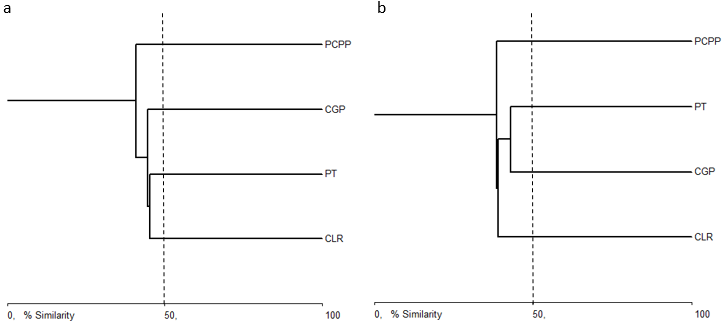 a
PCPP
CGP
PT
CLR
0, % Similarity 50, 100
b
PCPP
PT
CGP
CLR
0, % Similarity 50, 100